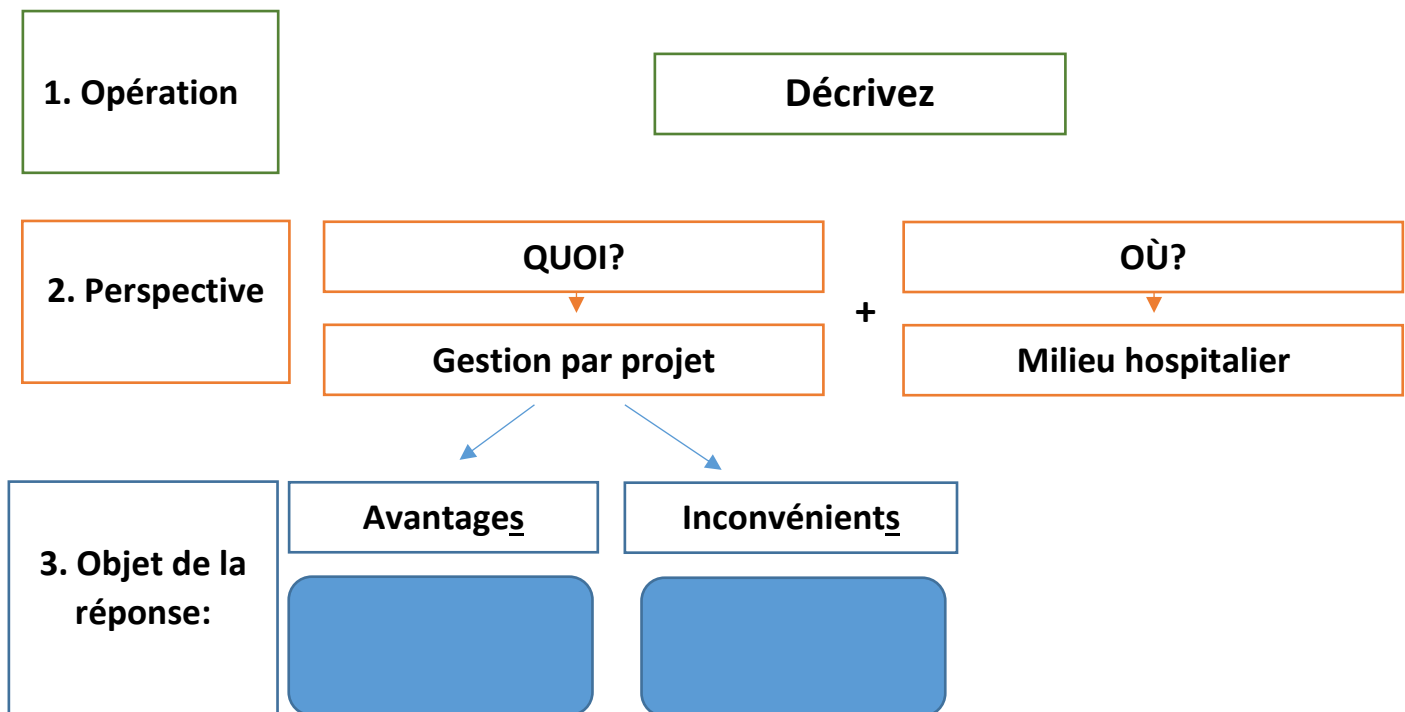 1. Opération
Décrivez
2. Perspective
QUOI?
Gestion par projet
+
OÙ?
Milieu hospitalier
3. Objet de la
réponse:
Avantages
Inconvénients